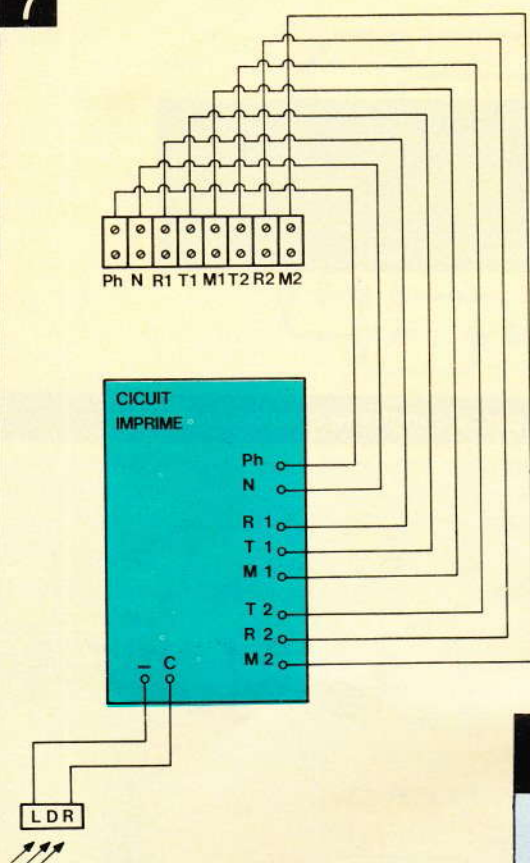 7
Ph N R1 T1 M1 T2 R2 M2
CICUIT
IMPRIME
Ph
N
R 1
T 1
M 1
T 2
R 2
M 2
– C
LDR